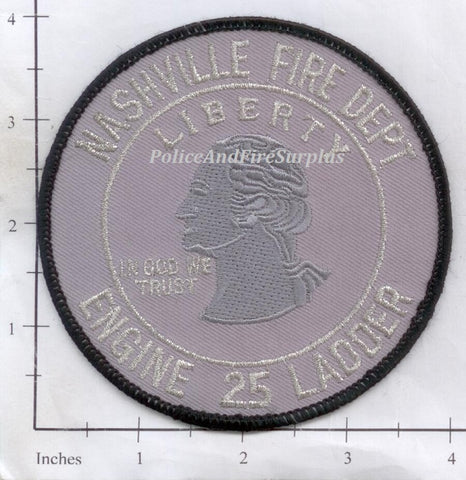 NASHVILLE FIRE DEPT
LIBERTY
PoliceAndFireSurplus
IN GOD WE
TRUST
ENGINE 25 LADDER
4
3
2
1
Inches
1
2
3
4